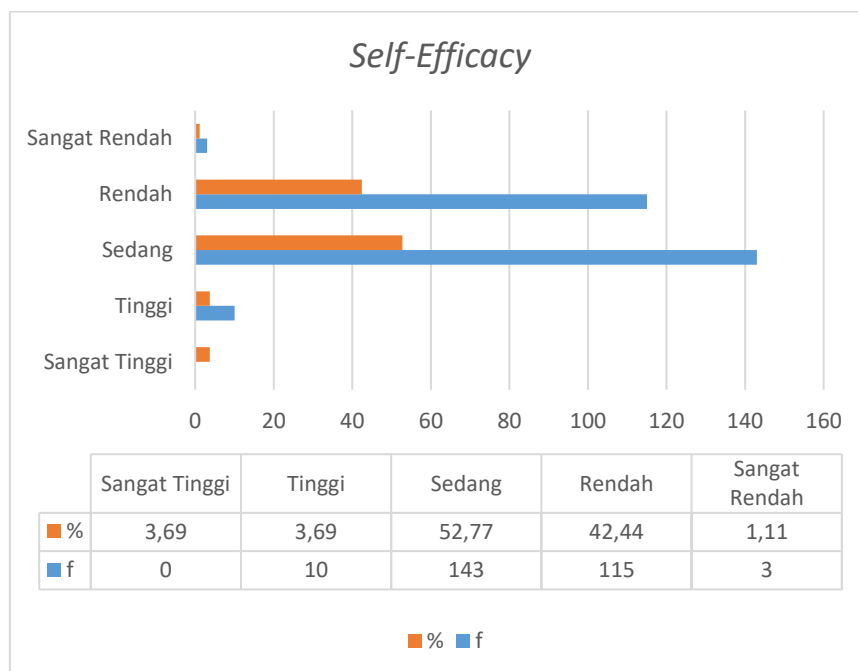 Self-Efficacy
Sangat Rendah
Rendah
Sedang
Tinggi
Sangat Tinggi
0 20 40 60 80 100 120 140 160
Sangat Tinggi Tinggi Sedang Rendah Sangat
Rendah
% 3,69 3,69 52,77 42,44 1,11
f 0 10 143 115 3
% f